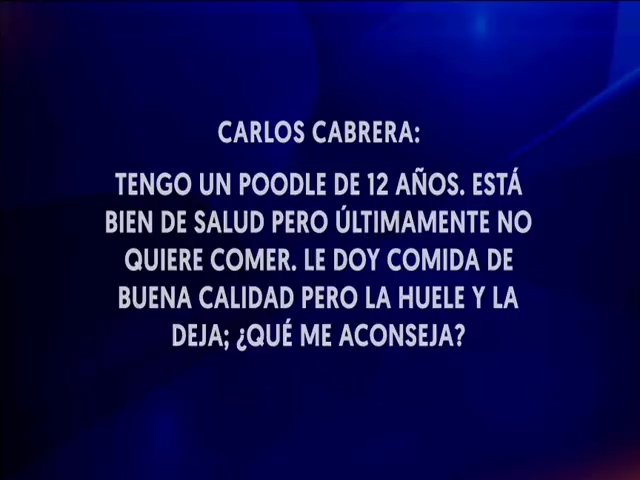 CARLOS CABRERA:
TENGO UN POODLE DE 12 AÑOS. ESTÁ
BIEN DE SALUD PERO ÚLTIMAMENTE NO
QUIERE COMER. LE DOY COMIDA DE
BUENA CALIDAD PERO LA HUELE Y LA
DEJA; ¿QUÉ ME ACONSEJA?